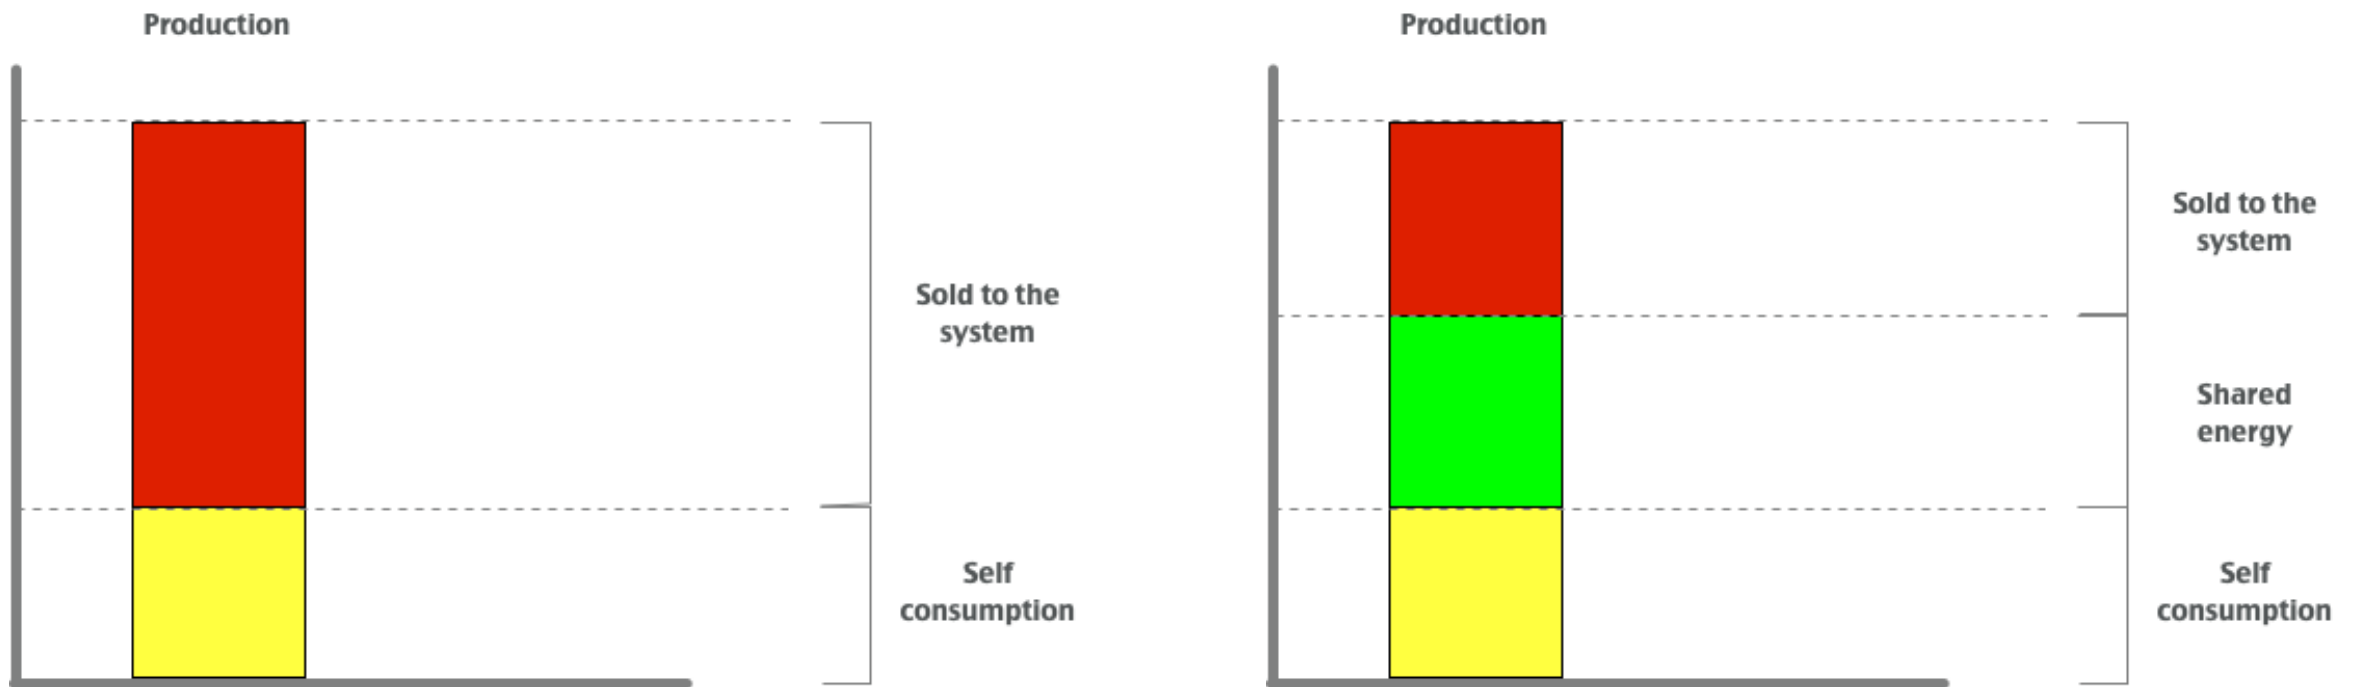 Production
Sold to the
system
Self
consumption
Production
Sold to the
system
Shared
energy
Self
consumption